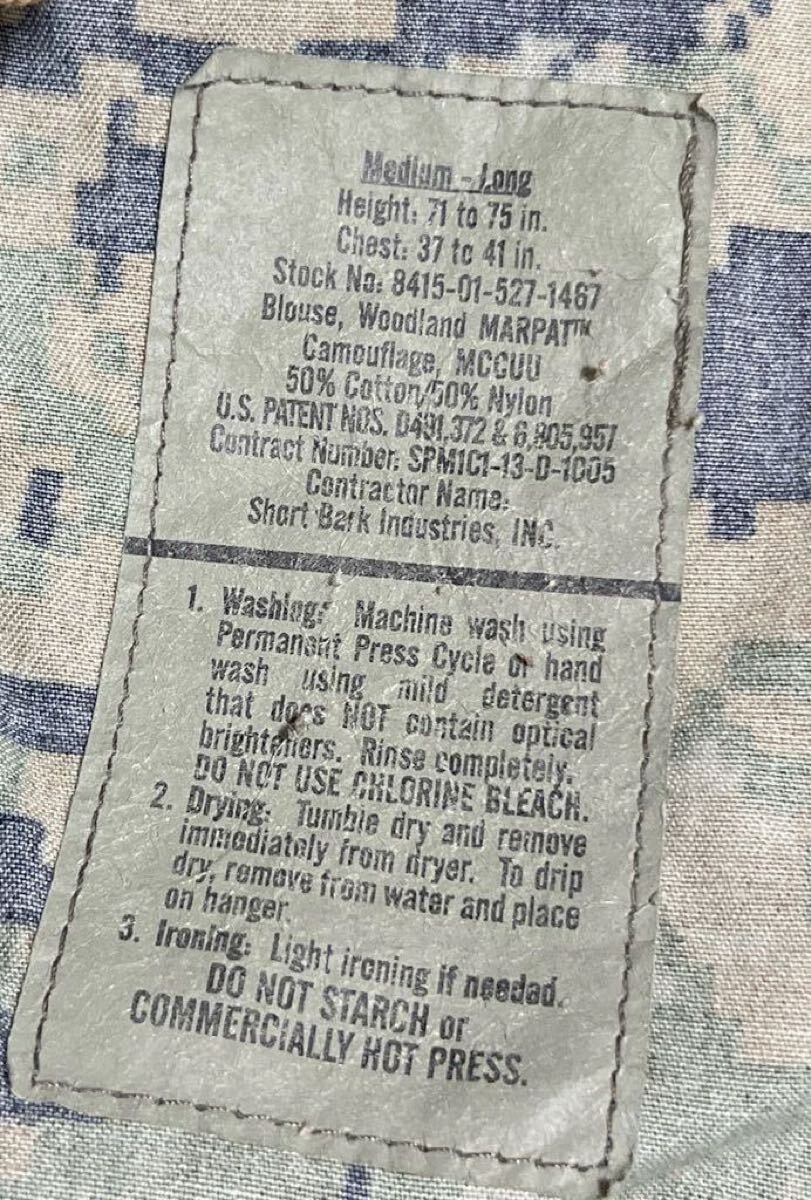 Medium - Long
Height: 71 to 75 in.
Chest: 37 to 41 in.
Stock No: 8415-01-527-1467
Blouse, Woodland MARPAT™
Camouflage, MCCUU
50% Cotton/50% Nylon
U.S. PATENT NOS. D491,372 & 6,805,957
Contract Number: SPM1C1-13-D-1005
Contractor Name:
Short Bark Industries, INC.
1. Washing: Machine wash using
Permanent Press Cycle or hand
wash using mild detergent
that does NOT contain optical
brighteners. Rinse completely.
DO NOT USE CHLORINE BLEACH.
2. Drying: Tumble dry and remove
immediately from dryer. To drip
dry, remove from water and place
on hanger.
3. Ironing: Light ironing if needed.
DO NOT STARCH or
COMMERCIALLY HOT PRESS.